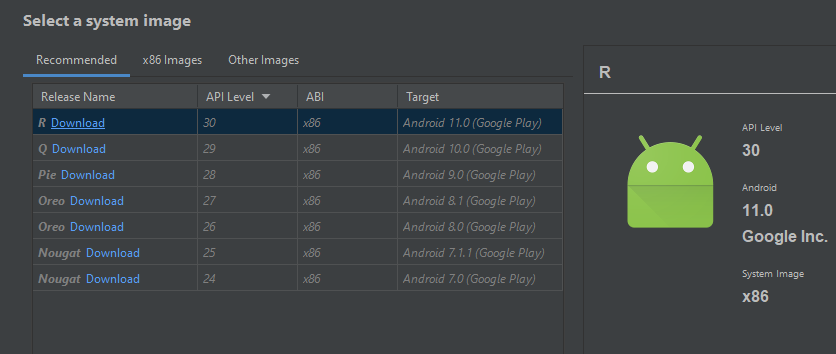 Select a system image
Recommended x86 Images Other Images
Release Name API Level ABI Target
R Download 30 x86 Android 11.0 (Google Play)
Q Download 29 x86 Android 10.0 (Google Play)
Pie Download 28 x86 Android 9.0 (Google Play)
Oreo Download 27 x86 Android 8.1 (Google Play)
Oreo Download 26 x86 Android 8.0 (Google Play)
Nougat Download 25 x86 Android 7.1.1 (Google Play)
Nougat Download 24 x86 Android 7.0 (Google Play)
R
API Level
30
Android
11.0
Google Inc.
System Image
x86